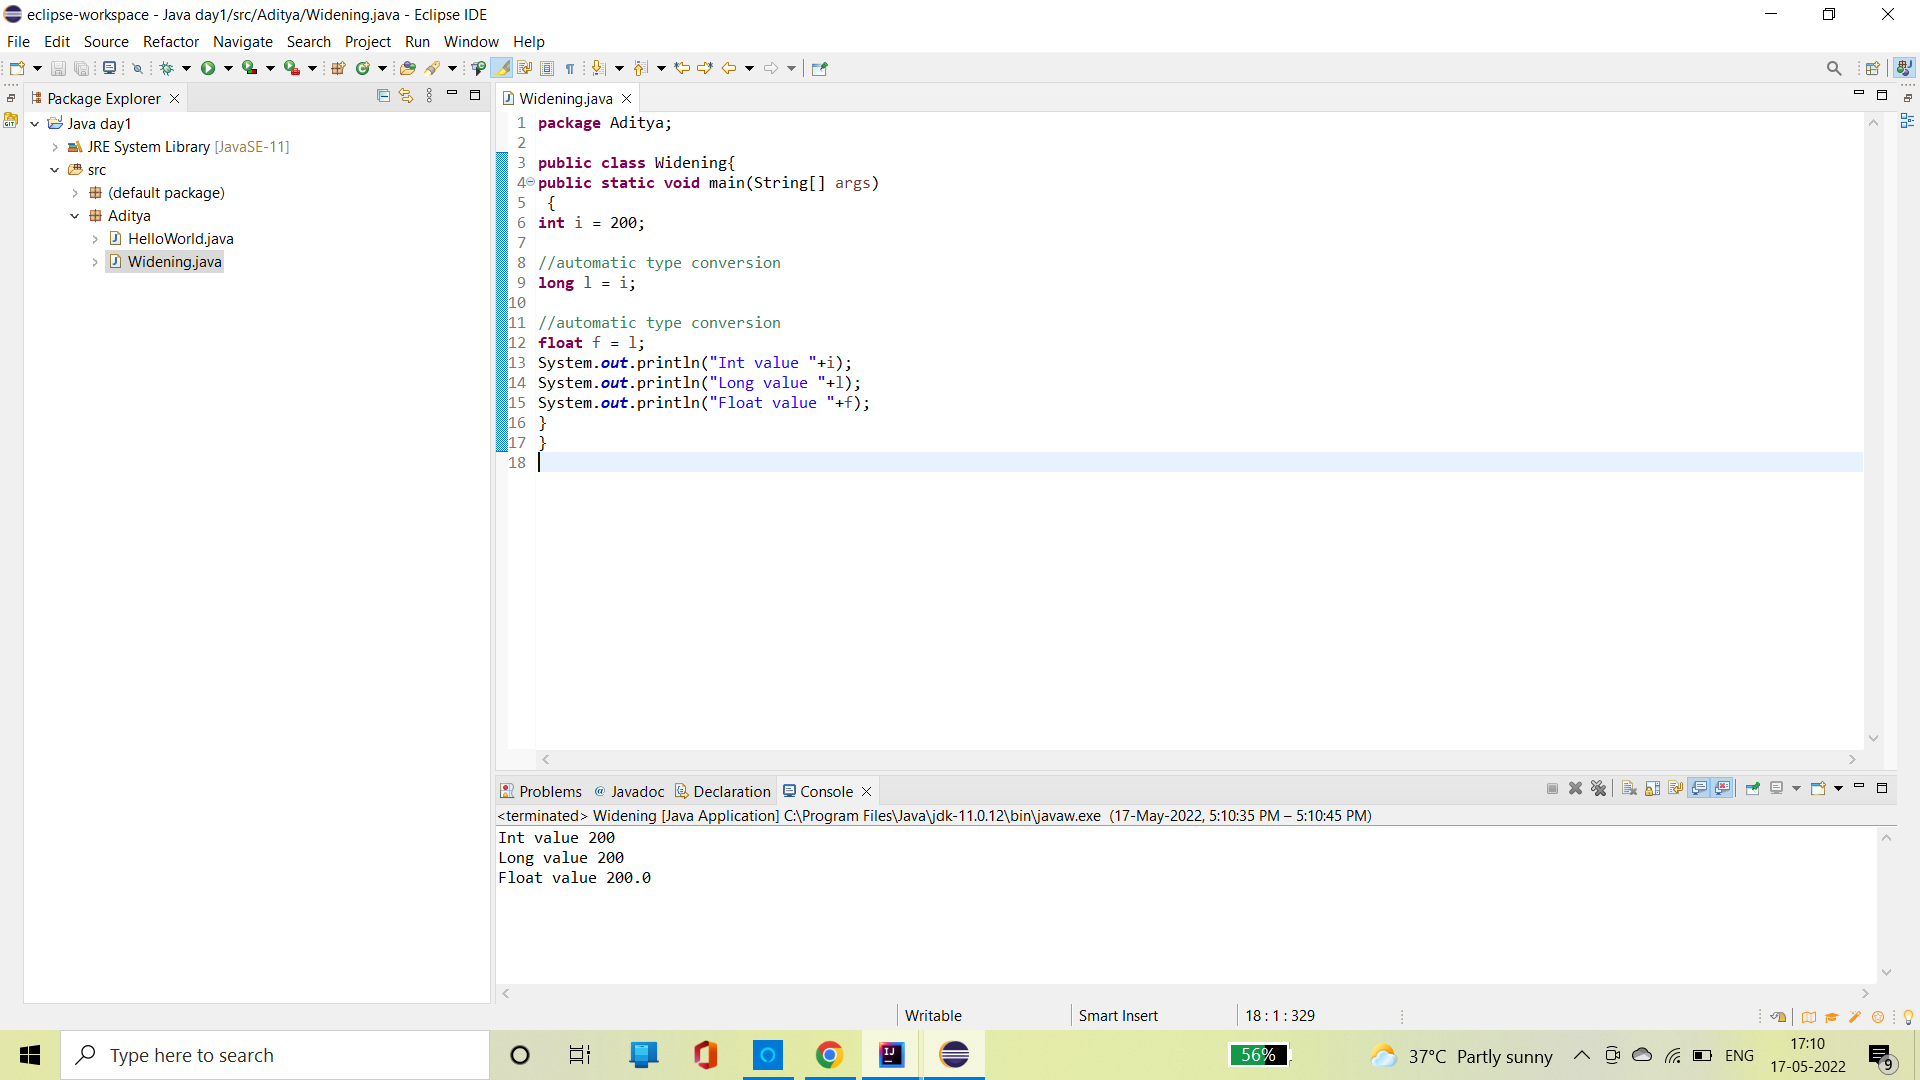 eclipse-workspace - Java day1/src/Aditya/Widening.java - Eclipse IDE
File Edit Source Refactor Navigate Search Project Run Window Help
Package Explorer
Java day1
JRE System Library [JavaSE-11]
src
(default package)
Aditya
HelloWorld.java
Widening.java
Widening.java
1 package Aditya;
2
3 public class Widening{
4 public static void main(String[] args)
5 {
6 int i = 200;
7
8 //automatic type conversion
9 long l = i;
10
11 //automatic type conversion
12 float f = l;
13 System.out.println("Int value "+i);
14 System.out.println("Long value "+l);
15 System.out.println("Float value "+f);
16 }
17 }
18
Problems @ Javadoc Declaration Console
<terminated> Widening [Java Application] C:\Program Files\Java\jdk-11.0.12\bin\javaw.exe (17-May-2022, 5:10:35 PM – 5:10:45 PM)
Int value 200
Long value 200
Float value 200.0
Writable Smart Insert 18 : 1 : 329
Type here to search
56%
37°C Partly sunny
ENG
17:10
17-05-2022
9